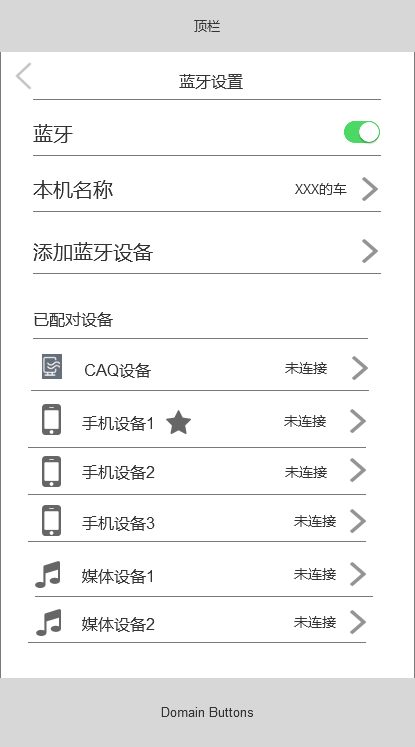 顶栏
蓝牙设置
蓝牙
本机名称 XXX的车
添加蓝牙设备
已配对设备
CAQ设备 未连接
手机设备1 未连接
手机设备2 未连接
手机设备3 未连接
媒体设备1 未连接
媒体设备2 未连接
Domain Buttons